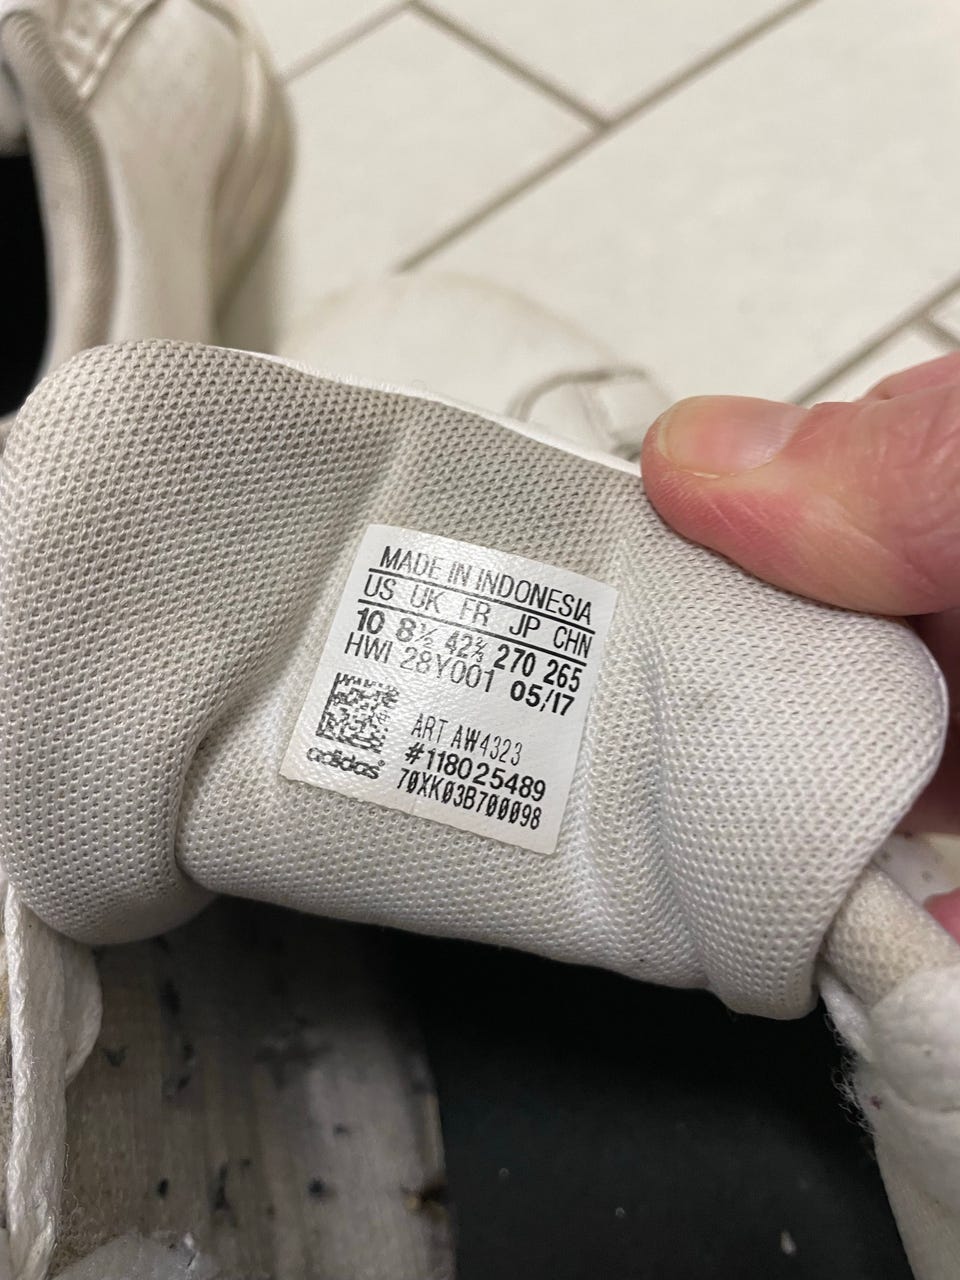 MADE IN INDONESIA
US UK FR JP CHN
10 8½ 42⅔ 270 265
HWI 28Y001 05/17
ART AW4323
#118025489
adidas®
70XK03B700098